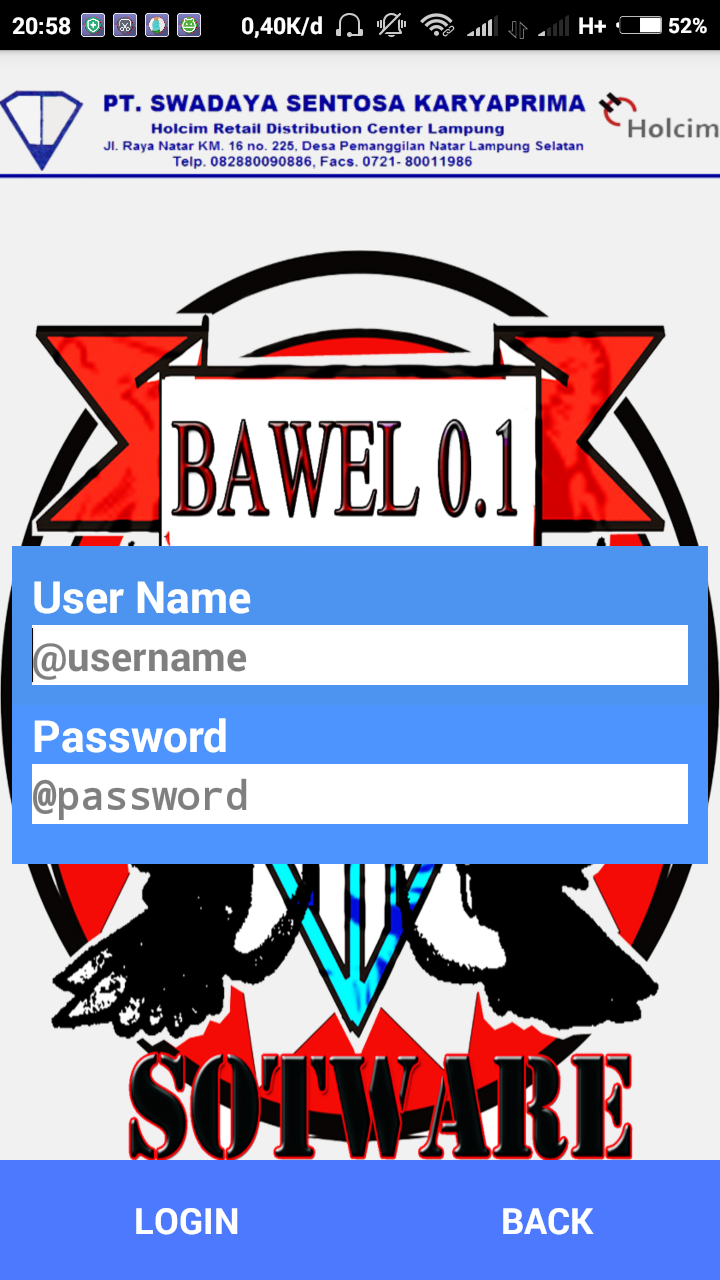 20:58 0,40K/d H+ 52%
PT. SWADAYA SENTOSA KARYAPRIMA
Holcim Retail Distribution Center Lampung
Holcim
Jl. Raya Natar KM. 16 no. 225, Desa Pemanggilan Natar Lampung Selatan
Telp. 082880090886, Facs. 0721- 80011986
BAWEL 0.1
User Name
@username
Password
@password
SOTWARE
LOGIN BACK